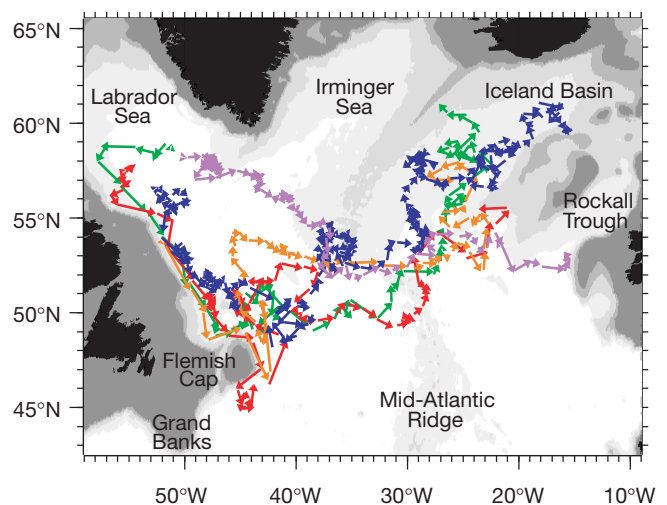 65°N
60°N
55°N
50°N
45°N
Labrador
Sea
Irminger
Sea
Iceland Basin
Rockall
Trough
Flemish
Cap
Grand
Banks
Mid-Atlantic
Ridge
50°W
40°W
30°W
20°W
10°W